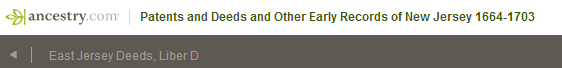 ancestry.com Patents and Deeds and Other Early Records of New Jersey 1664-1703
East Jersey Deeds, Liber D